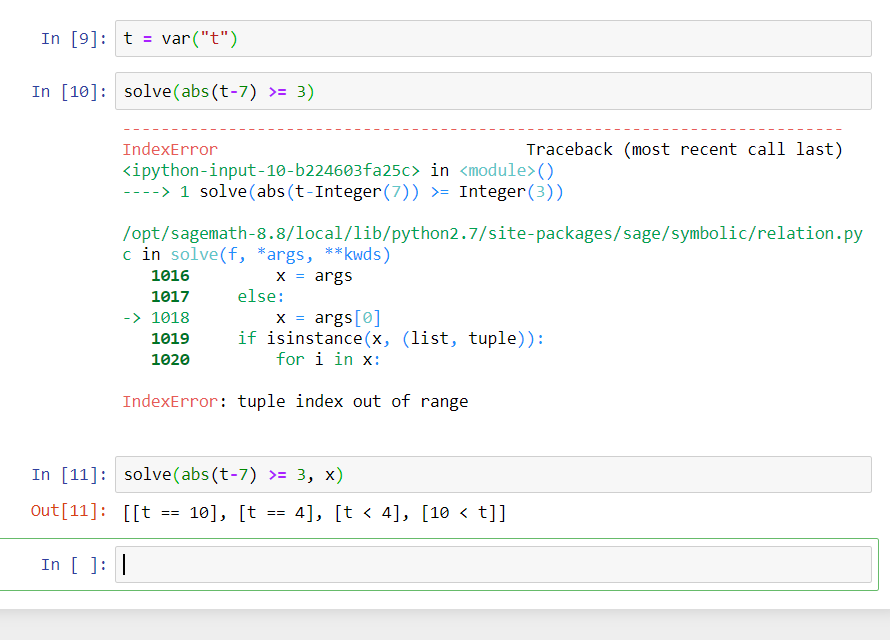 In [9]: t = var("t")
In [10]: solve(abs(t-7) >= 3)
---------------------------------------------------------------------------
IndexError                                Traceback (most recent call last)
<ipython-input-10-b224603fa25c> in <module>()
----> 1 solve(abs(t-Integer(7)) >= Integer(3))
/opt/sagemath-8.8/local/lib/python2.7/site-packages/sage/symbolic/relation.py
c in solve(f, *args, **kwds)
   1016         x = args
   1017     else:
-> 1018         x = args[0]
   1019     if isinstance(x, (list, tuple)):
   1020         for i in x:
IndexError: tuple index out of range
In [11]: solve(abs(t-7) >= 3, x)
Out[11]: [[t == 10], [t == 4], [t < 4], [10 < t]]
In [ ]: